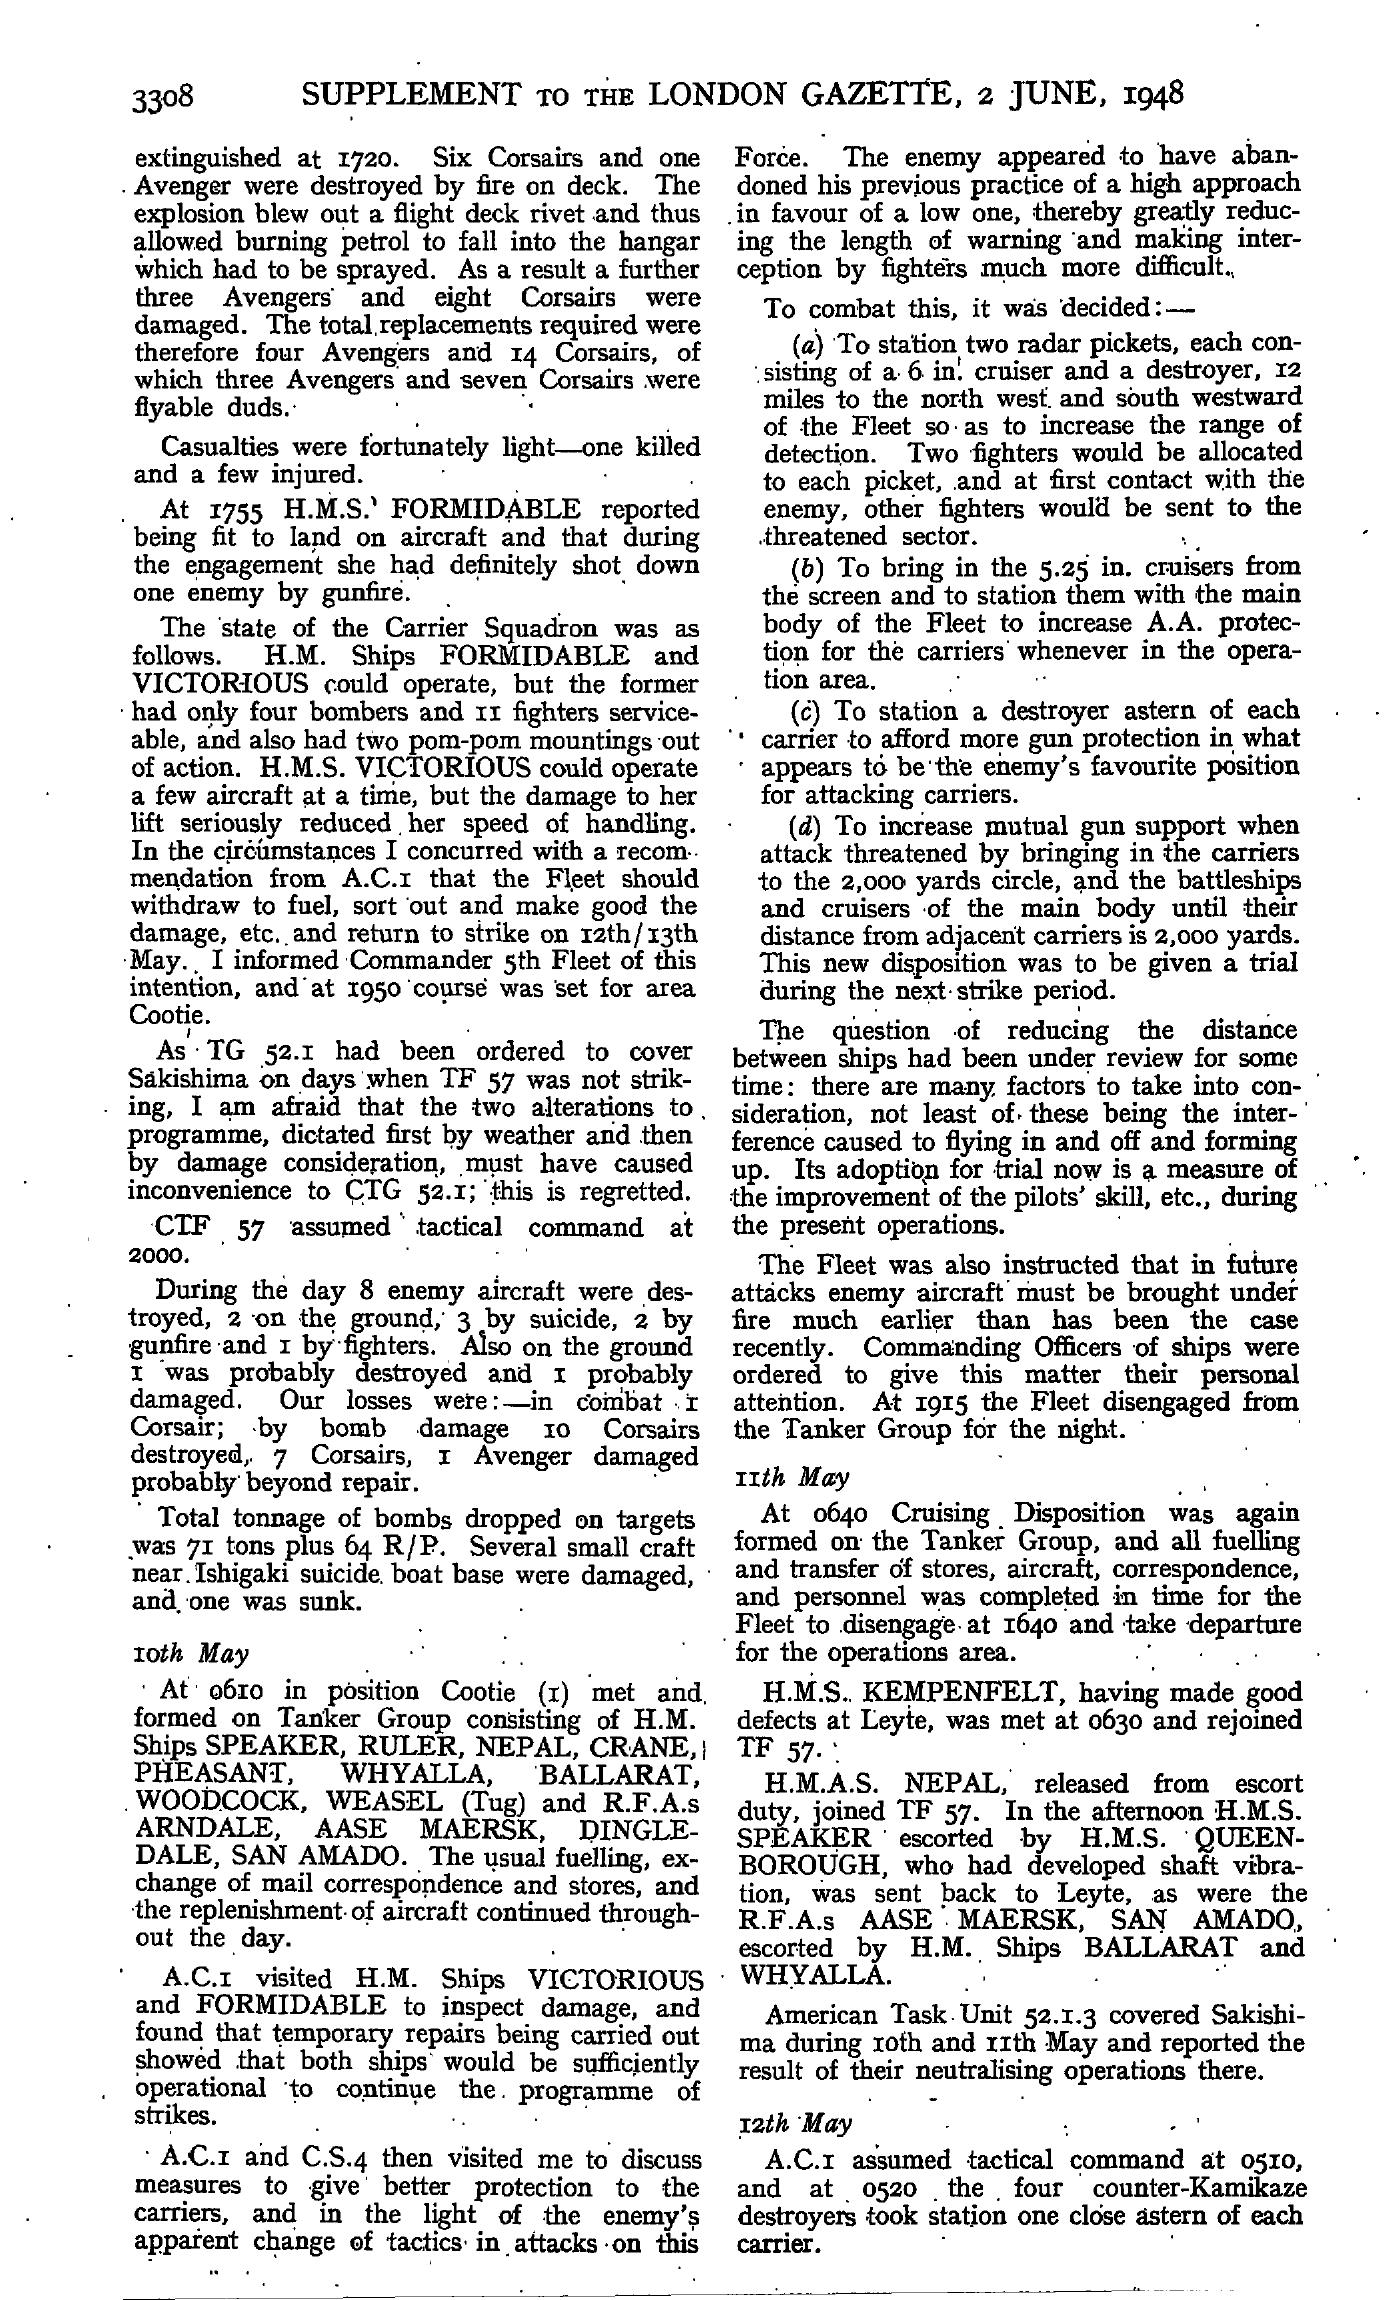 3308 SUPPLEMENT TO THE LONDON GAZETTE, 2 JUNE, 1948
extinguished at 1720. Six Corsairs and one
Avenger were destroyed by fire on deck. The
explosion blew out a flight deck rivet and thus
allowed burning petrol to fall into the hangar
which had to be sprayed. As a result a further
three Avengers and eight Corsairs were
damaged. The total replacements required were
therefore four Avengers and 14 Corsairs, of
which three Avengers and seven Corsairs were
flyable duds.
Casualties were fortunately light—one killed
and a few injured.
At 1755 H.M.S. FORMIDABLE reported
being fit to land on aircraft and that during
the engagement she had definitely shot down
one enemy by gunfire.
The state of the Carrier Squadron was as
follows. H.M. Ships FORMIDABLE and
VICTORIOUS could operate, but the former
had only four bombers and 11 fighters service-
able, and also had two pom-pom mountings out
of action. H.M.S. VICTORIOUS could operate
a few aircraft at a time, but the damage to her
lift seriously reduced her speed of handling.
In the circumstances I concurred with a recom-
mendation from A.C.1 that the Fleet should
withdraw to fuel, sort out and make good the
damage, etc. and return to strike on 12th/13th
May. I informed Commander 5th Fleet of this
intention, and at 1950 course was set for area
Cootie.
As TG 52.1 had been ordered to cover
Sakishima on days when TF 57 was not strik-
ing, I am afraid that the two alterations to
programme, dictated first by weather and then
by damage consideration, must have caused
inconvenience to CTG 52.1; this is regretted.
CTF 57 assumed tactical command at
2000.
During the day 8 enemy aircraft were des-
troyed, 2 on the ground, 3 by suicide, 2 by
gunfire and 1 by fighters. Also on the ground
1 was probably destroyed and 1 probably
damaged. Our losses were:—in combat 1
Corsair; by bomb damage 10 Corsairs
destroyed, 7 Corsairs, 1 Avenger damaged
probably beyond repair.
Total tonnage of bombs dropped on targets
was 71 tons plus 64 R/P. Several small craft
near Ishigaki suicide boat base were damaged,
and one was sunk.
10th May
At 0610 in position Cootie (1) met and
formed on Tanker Group consisting of H.M.
Ships SPEAKER, RULER, NEPAL, CRANE,
PHEASANT, WHYALLA, BALLARAT,
WOODCOCK, WEASEL (Tug) and R.F.A.s
ARNDALE, AASE MAERSK, DINGLE-
DALE, SAN AMADO. The usual fuelling, ex-
change of mail correspondence and stores, and
the replenishment of aircraft continued through-
out the day.
A.C.1 visited H.M. Ships VICTORIOUS
and FORMIDABLE to inspect damage, and
found that temporary repairs being carried out
showed that both ships would be sufficiently
operational to continue the programme of
strikes.
A.C.1 and C.S.4 then visited me to discuss
measures to give better protection to the
carriers, and in the light of the enemy's
apparent change of tactics in attacks on this
Force. The enemy appeared to have aban-
doned his previous practice of a high approach
in favour of a low one, thereby greatly reduc-
ing the length of warning and making inter-
ception by fighters much more difficult.
To combat this, it was decided:—
(a) To station two radar pickets, each con-
sisting of a 6 in. cruiser and a destroyer, 12
miles to the north west and south westward
of the Fleet so as to increase the range of
detection. Two fighters would be allocated
to each picket, and at first contact with the
enemy, other fighters would be sent to the
threatened sector.
(b) To bring in the 5.25 in. cruisers from
the screen and to station them with the main
body of the Fleet to increase A.A. protec-
tion for the carriers whenever in the opera-
tion area.
(c) To station a destroyer astern of each
carrier to afford more gun protection in what
appears to be the enemy's favourite position
for attacking carriers.
(d) To increase mutual gun support when
attack threatened by bringing in the carriers
to the 2,000 yards circle, and the battleships
and cruisers of the main body until their
distance from adjacent carriers is 2,000 yards.
This new disposition was to be given a trial
during the next strike period.
The question of reducing the distance
between ships had been under review for some
time: there are many factors to take into con-
sideration, not least of these being the inter-
ference caused to flying in and off and forming
up. Its adoption for trial now is a measure of
the improvement of the pilots' skill, etc., during
the present operations.
The Fleet was also instructed that in future
attacks enemy aircraft must be brought under
fire much earlier than has been the case
recently. Commanding Officers of ships were
ordered to give this matter their personal
attention. At 1915 the Fleet disengaged from
the Tanker Group for the night.
11th May
At 0640 Cruising Disposition was again
formed on the Tanker Group, and all fuelling
and transfer of stores, aircraft, correspondence,
and personnel was completed in time for the
Fleet to disengage at 1640 and take departure
for the operations area.
H.M.S. KEMPENFELT, having made good
defects at Leyte, was met at 0630 and rejoined
TF 57.
H.M.A.S. NEPAL, released from escort
duty, joined TF 57. In the afternoon H.M.S.
SPEAKER escorted by H.M.S. QUEEN-
BOROUGH, who had developed shaft vibra-
tion, was sent back to Leyte, as were the
R.F.A.s AASE MAERSK, SAN AMADO,
escorted by H.M. Ships BALLARAT and
WHYALLA.
American Task Unit 52.1.3 covered Sakishi-
ma during 10th and 11th May and reported the
result of their neutralising operations there.
12th May
A.C.1 assumed tactical command at 0510,
and at 0520 the four counter-Kamikaze
destroyers took station one close astern of each
carrier.